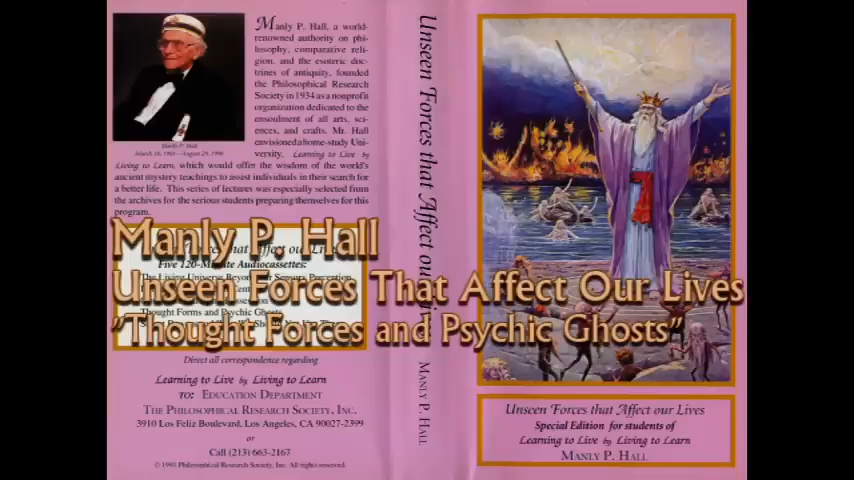 Manly P. Hall, a world-
renowned authority on phi-
losophy, comparative reli-
gion, and the esoteric doc-
trines of antiquity, founded
the Philosophical Research
Society in 1934 as a nonprofit
organization dedicated to the
ensoulment of all arts, sci-
ences, and crafts. Mr. Hall
envisioned a home-study Uni-
versity, Learning to Live by
Living to Learn, which would offer the wisdom of the world's
ancient mystery teachings to assist individuals in their search for
a better life. This series of lectures was especially selected from
the archives for the serious students preparing themselves for this
program.
Manly P. Hall
Manly P. Hall
Unseen Forces That Affect Our Lives
"Thought Forces and Psychic Ghosts"
Five 120-Minute Audiocassettes:
Thought Forms and Psychic Ghosts
Direct all correspondence regarding
Learning to Live by Living to Learn
TO: EDUCATION DEPARTMENT
THE PHILOSOPHICAL RESEARCH SOCIETY, INC.
3910 Los Feliz Boulevard, Los Angeles, CA 90027-2399
or
Call (213) 663-2167
© 1991 Philosophical Research Society, Inc. All rights reserved.
Unseen Forces that Affect our Lives
MANLY P. HALL
Unseen Forces that Affect our Lives
Special Edition for students of
Learning to Live by Living to Learn
MANLY P. HALL